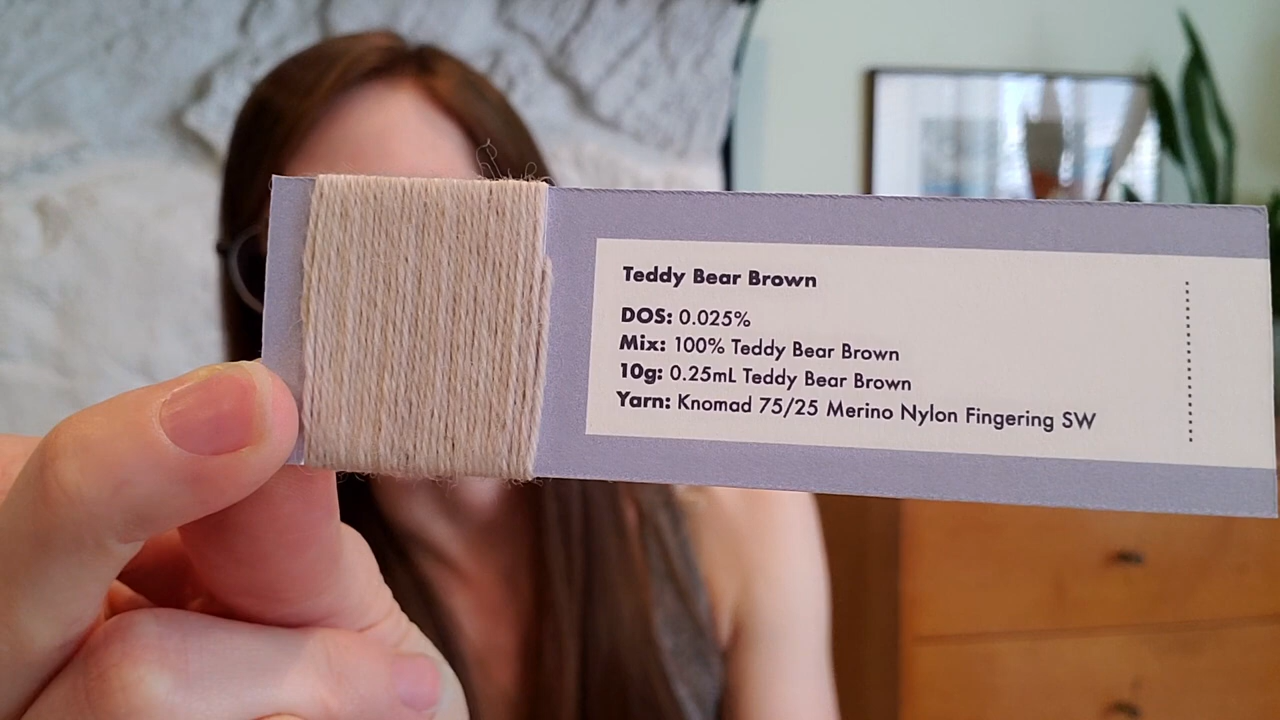 Teddy Bear Brown
DOS: 0.025%
Mix: 100% Teddy Bear Brown
10g: 0.25mL Teddy Bear Brown
Yarn: Knomad 75/25 Merino Nylon Fingering SW